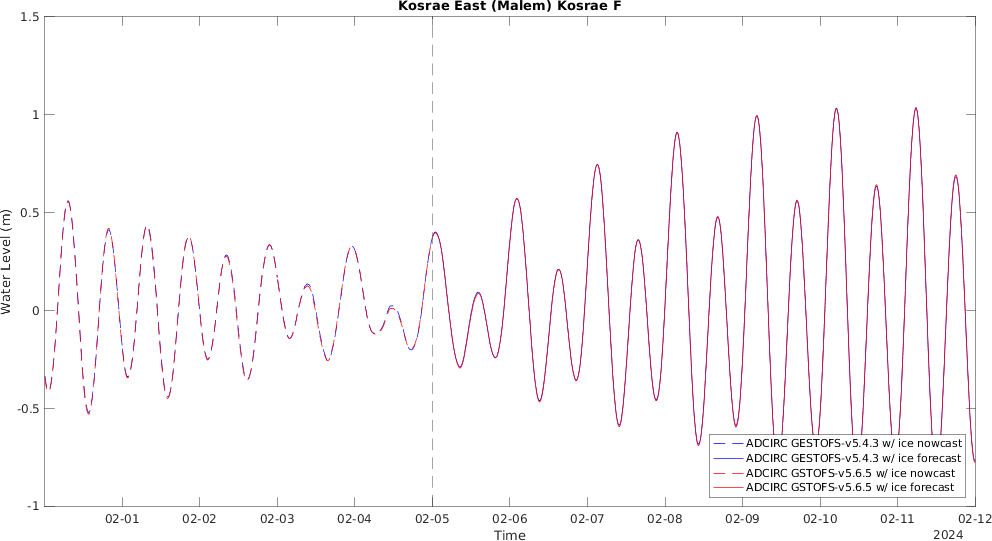 Kosrae East (Malem) Kosrae F
Water Level (m)
1.5
1
0.5
0
-0.5
-1
02-01 02-02 02-03 02-04 02-05 02-06 02-07 02-08 02-09 02-10 02-11 02-12
Time
2024
ADCIRC GESTOFS-v5.4.3 w/ ice nowcast
ADCIRC GESTOFS-v5.4.3 w/ ice forecast
ADCIRC GSTOFS-v5.6.5 w/ ice nowcast
ADCIRC GSTOFS-v5.6.5 w/ ice forecast